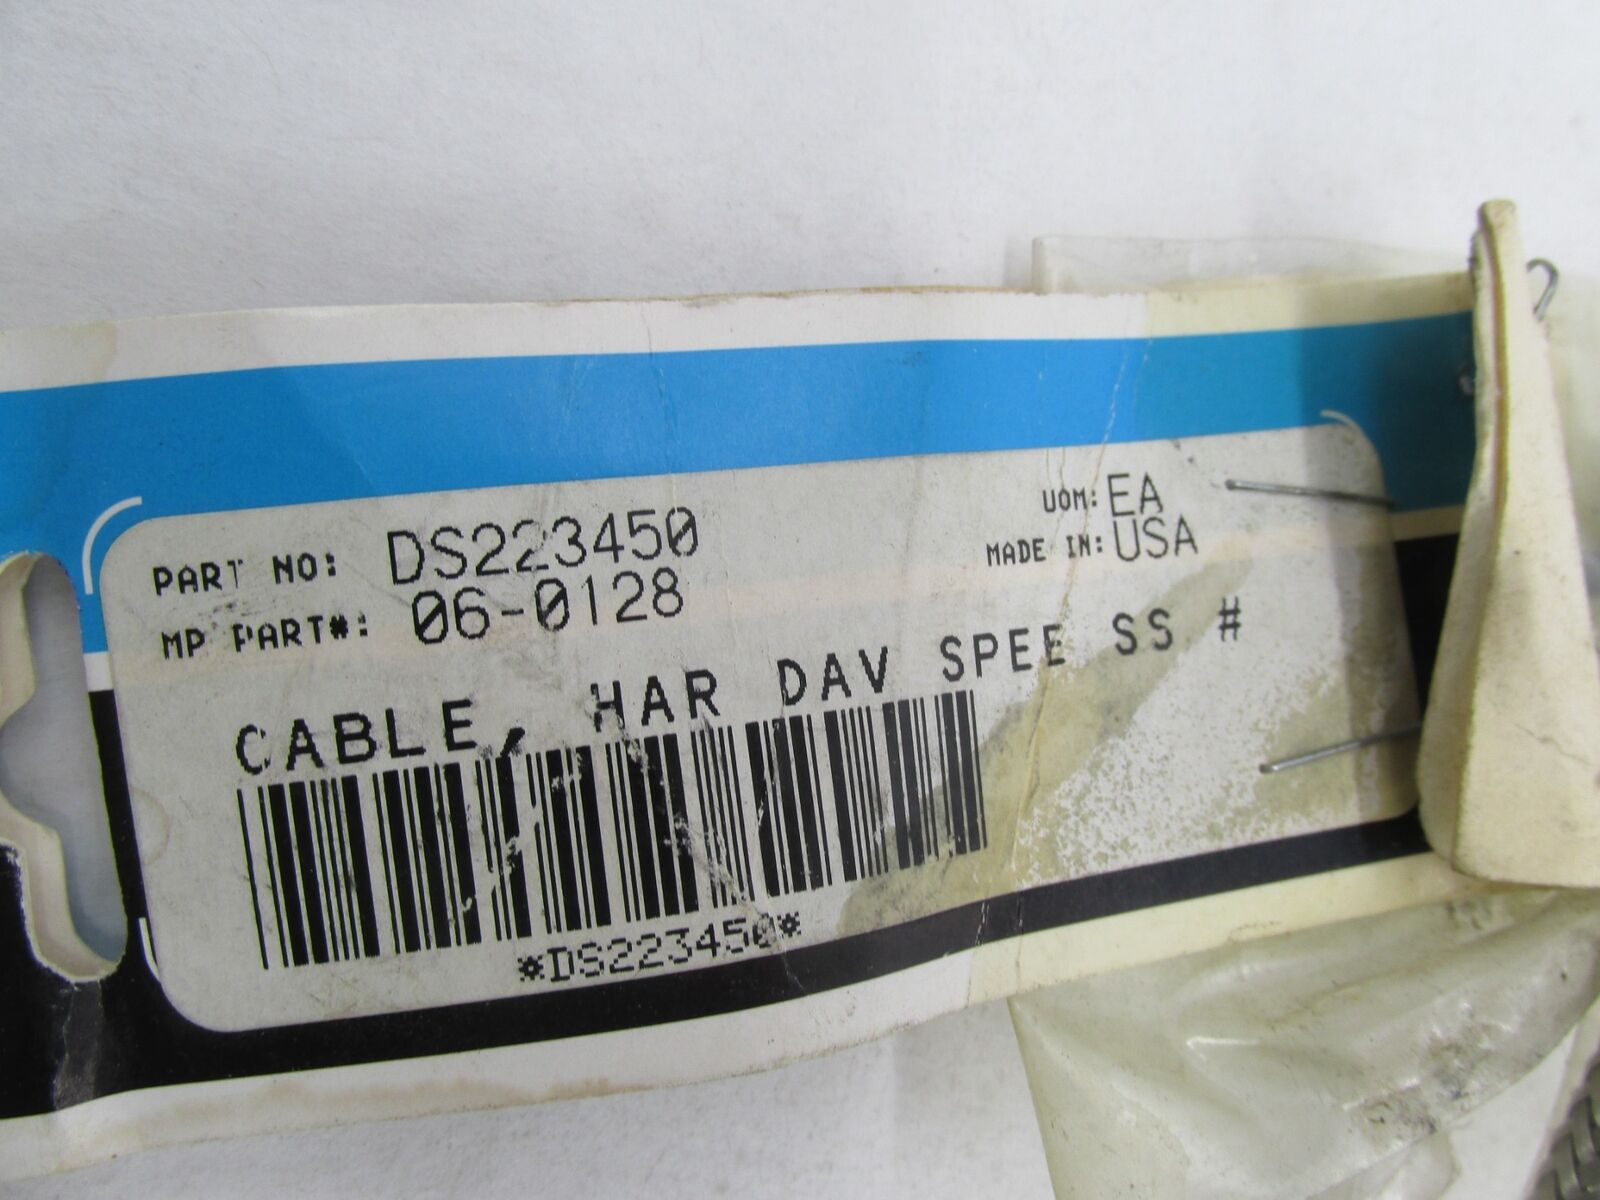 PART NO: DS223450
MP PART#: 06-0128
UOM: EA
MADE IN: USA
CABLE, HAR DAV SPEE SS #
*DS223450*